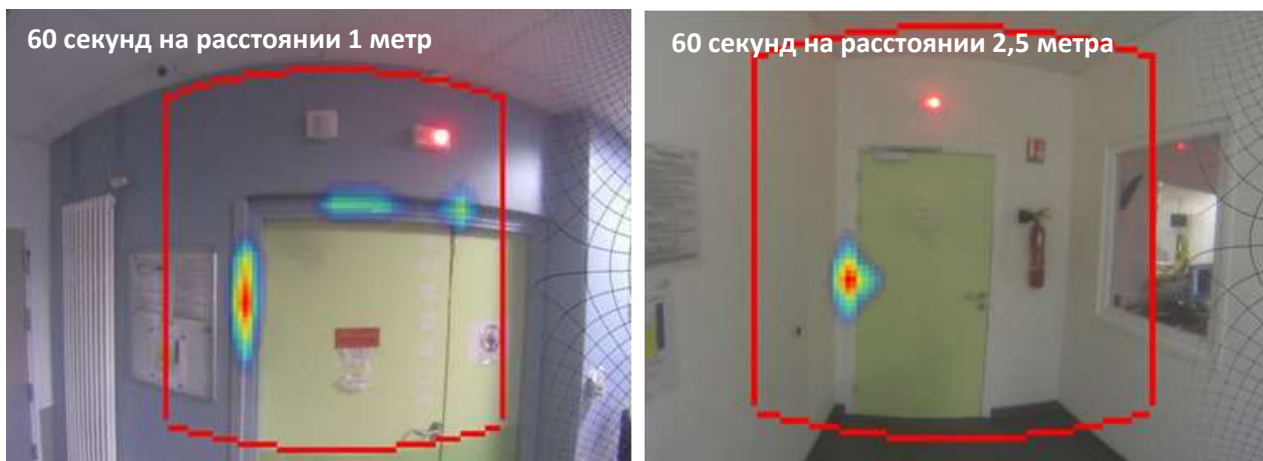 60 секунд на расстоянии 1 метр
60 секунд на расстоянии 2,5 метра